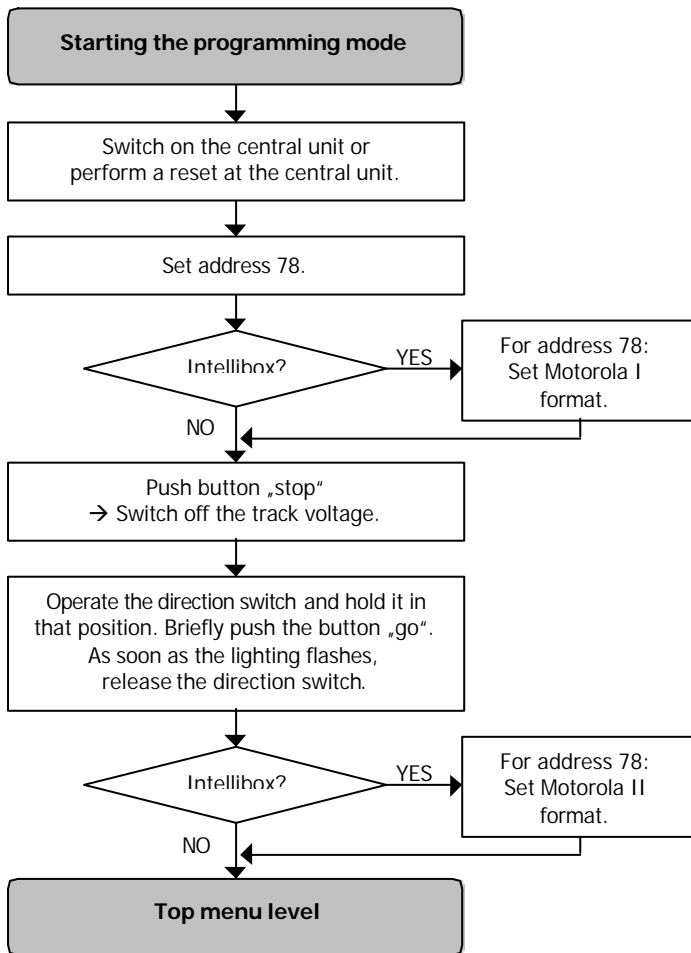 Starting the programming mode
Switch on the central unit or
perform a reset at the central unit.
Set address 78.
Intellibox?
YES
For address 78:
Set Motorola I
format.
NO
Push button „stop“
→ Switch off the track voltage.
Operate the direction switch and hold it in
that position. Briefly push the button „go“.
As soon as the lighting flashes,
release the direction switch.
Intellibox?
YES
For address 78:
Set Motorola II
format.
NO
Top menu level